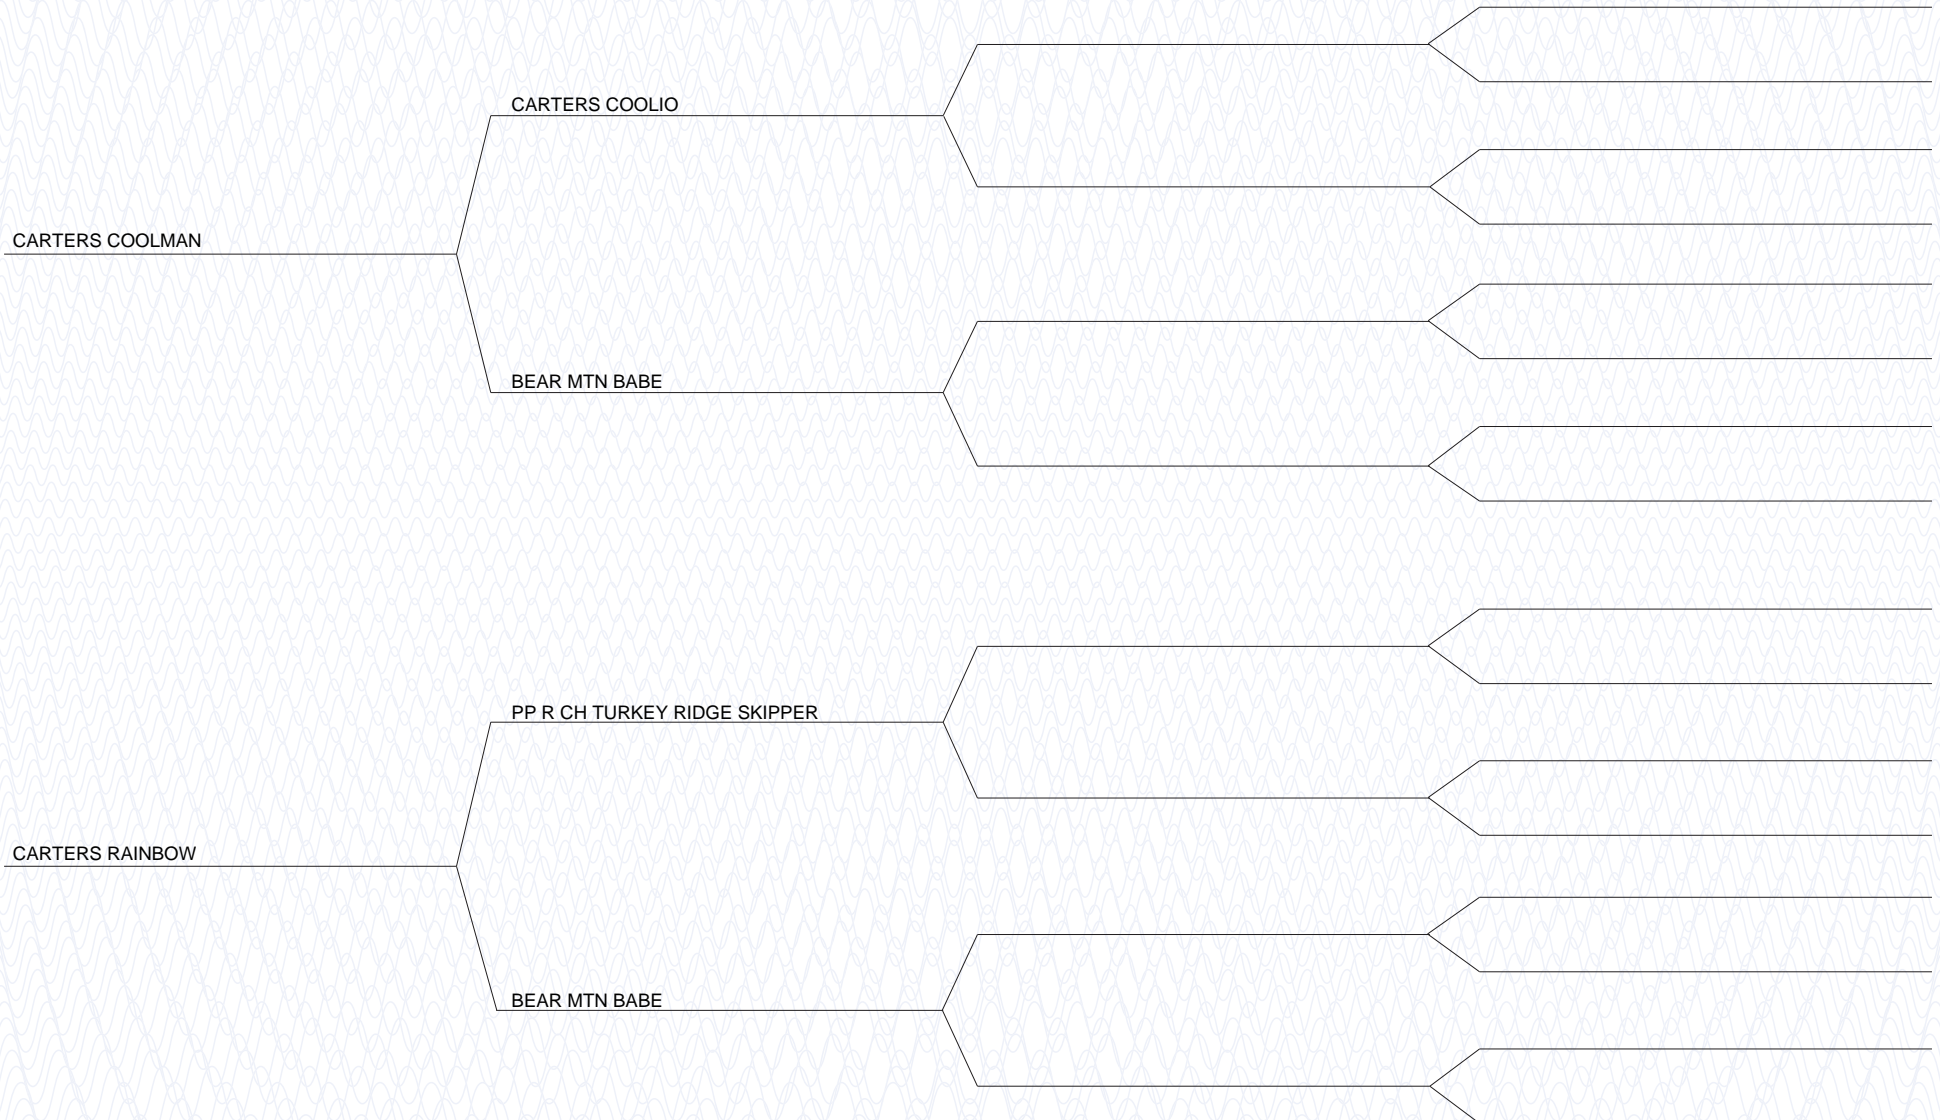 CARTERS COOLIO
CARTERS COOLMAN
BEAR MTN BABE
PP R CH TURKEY RIDGE SKIPPER
CARTERS RAINBOW
BEAR MTN BABE